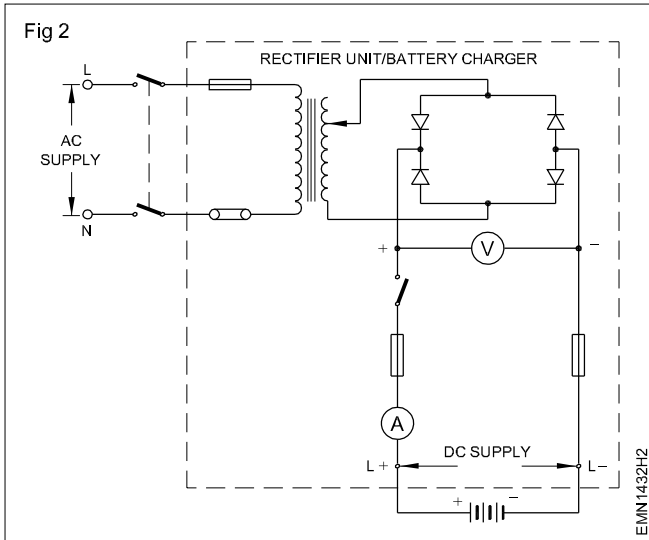 Fig 2
RECTIFIER UNIT/BATTERY CHARGER
L
AC
SUPPLY
N
+
V
−
A
DC SUPPLY
L +
L −
+
−
EMN1432H2